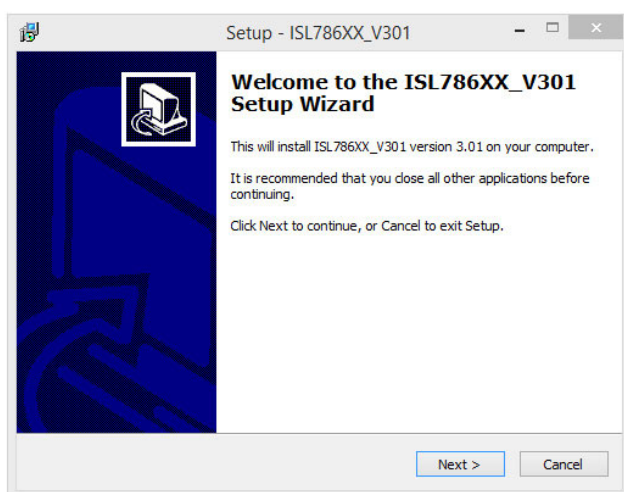 Setup - ISL786XX_V301
Welcome to the ISL786XX_V301
Setup Wizard
This will install ISL786XX_V301 version 3.01 on your computer.
It is recommended that you close all other applications before
continuing.
Click Next to continue, or Cancel to exit Setup.
Next >
Cancel